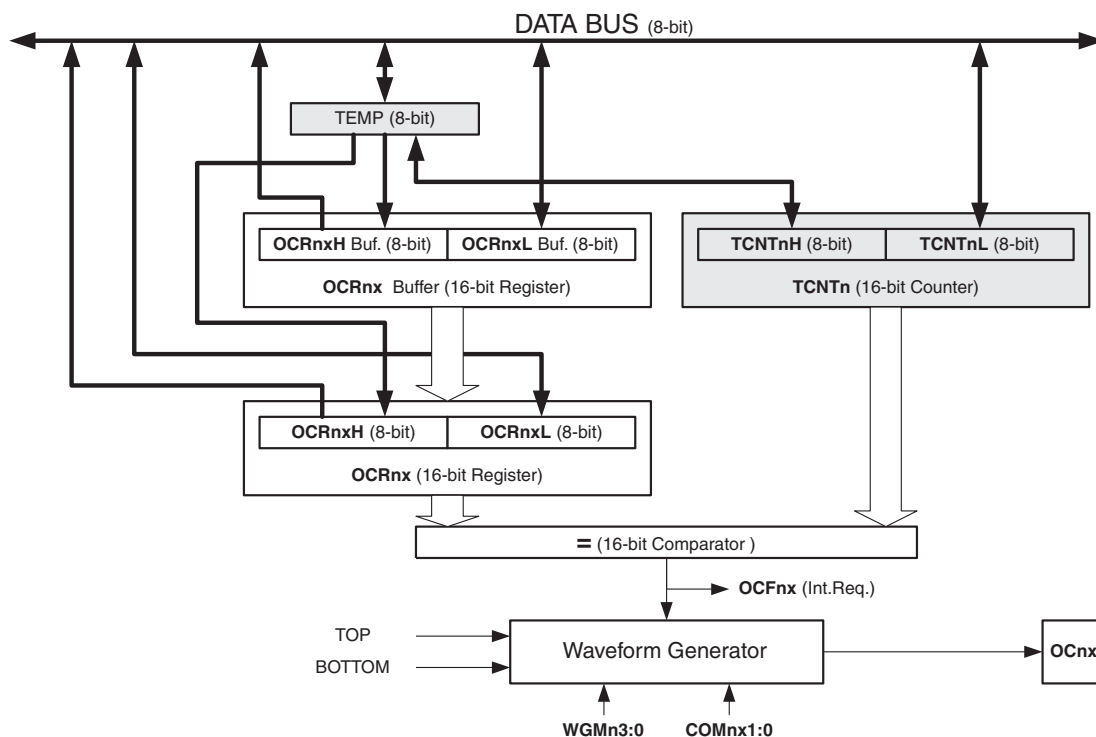 DATA BUS (8-bit)
TEMP (8-bit)
OCRnxH Buf. (8-bit) OCRnxL Buf. (8-bit)
OCRnx Buffer (16-bit Register)
TCNTnH (8-bit) TCNTnL (8-bit)
TCNTn (16-bit Counter)
OCRnxH (8-bit) OCRnxL (8-bit)
OCRnx (16-bit Register)
= (16-bit Comparator )
OCFnx (Int.Req.)
TOP
BOTTOM
Waveform Generator
OCnx
WGMn3:0 COMnx1:0